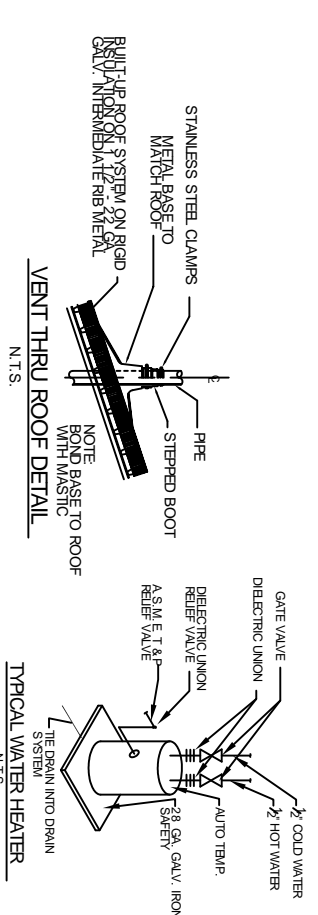 STAINLESS STEEL CLAMPS
METAL BASE TO
MATCH ROOF
BUILT-UP ROOF SYSTEM ON RIGID
INSULATION ON 1 1/2" - 22 GA.
GALV. INTERMEDIATE RIB METAL
℄
PIPE
STEPPED BOOT
NOTE:
BOND BASE TO ROOF
WITH MASTIC
VENT THRU ROOF DETAIL
N.T.S.
GATE VALVE
DIELECTRIC UNION
DIELECTRIC UNION
RELIEF VALVE
A.S.M.E. T & P
RELIEF VALVE
½" COLD WATER
½" HOT WATER
AUTO TEMP.
28 GA. GALV. IRON
SAFETY
TIE DRAIN INTO DRAIN
SYSTEM
TYPICAL WATER HEATER
N.T.S.